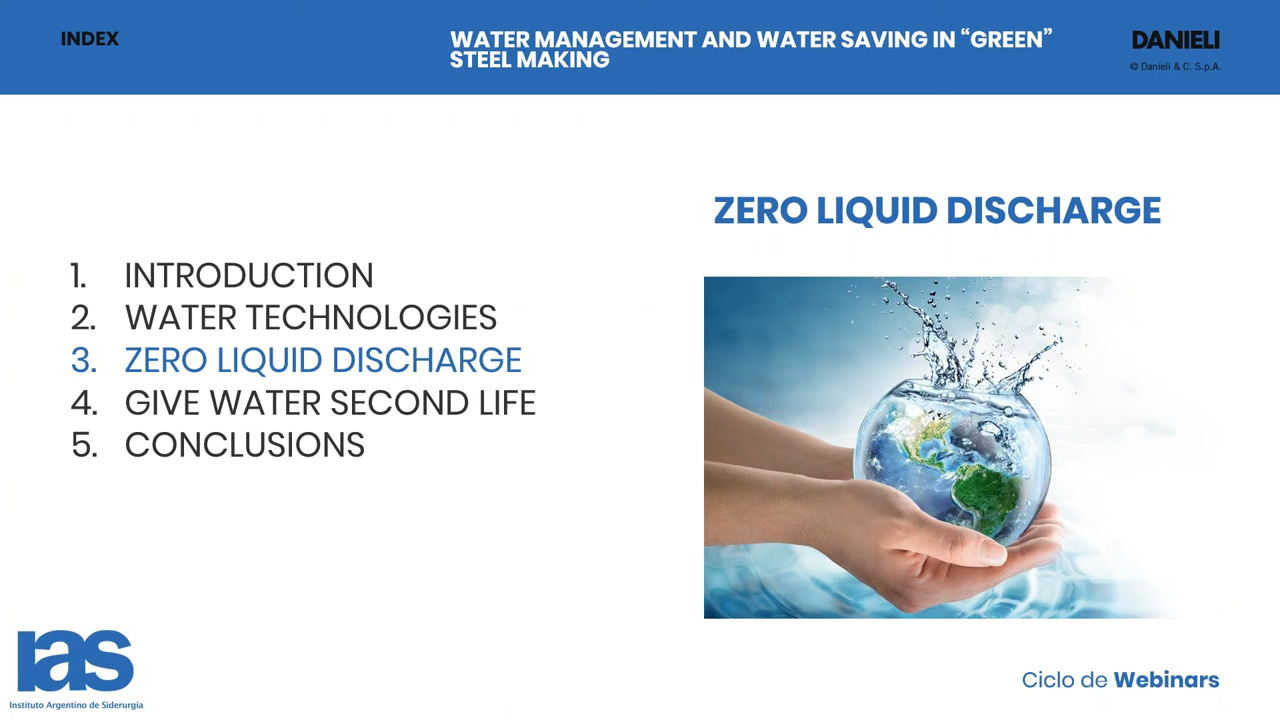 INDEX
WATER MANAGEMENT AND WATER SAVING IN “GREEN”
STEEL MAKING
DANIELI
© Danieli & C. S.p.A.
ZERO LIQUID DISCHARGE
1. INTRODUCTION
2. WATER TECHNOLOGIES
3. ZERO LIQUID DISCHARGE
4. GIVE WATER SECOND LIFE
5. CONCLUSIONS
ias
Instituto Argentino de Siderurgia
Ciclo de Webinars